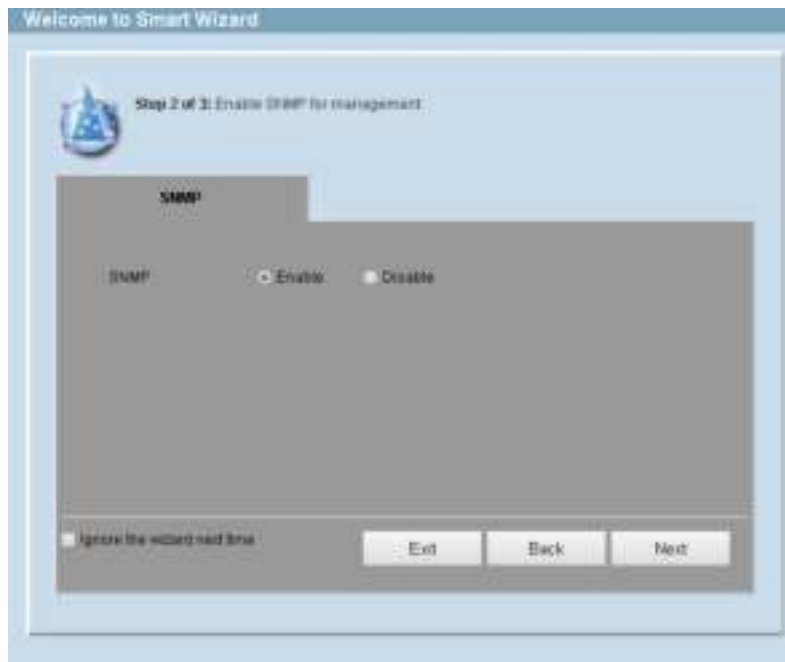 Welcome to Smart Wizard
Step 2 of 3: Enable SNMP for management
SNMP
SNMP Enable Disable
Ignore the wizard next time
Exit Back Next